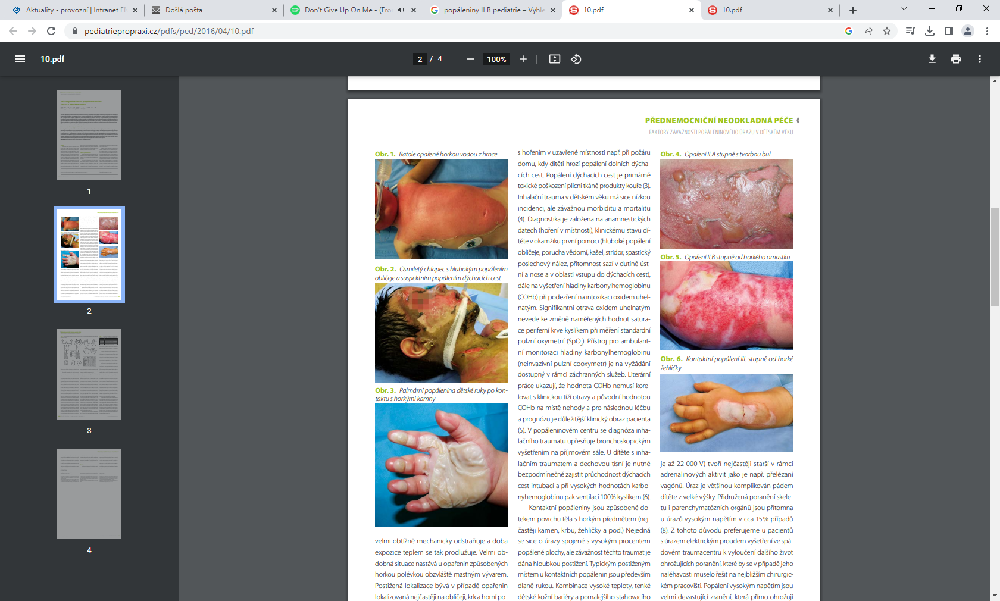 Aktuality - provozní | Intranet FN
Došlá pošta
Don't Give Up On Me - (Fro
popáleniny II B pediatrie – Vyhle
10.pdf
10.pdf
pediatriepropraxi.cz/pdfs/ped/2016/04/10.pdf
10.pdf
2 / 4
100%
1
2
3
4
PŘEDNEMOCNIČNÍ NEODKLADNÁ PÉČE
FAKTORY ZÁVAŽNOSTI POPÁLENINOVÉHO ÚRAZU V DĚTSKÉM VĚKU
Obr. 1. Batole opařené horkou vodou z hrnce
Obr. 2. Osmiletý chlapec s hlubokým popálením
obličeje a suspektním popálením dýchacích cest
Obr. 3. Palmární popálenina dětské ruky po kon-
taktu s horkými kamny
velmi obtížně mechanicky odstraňuje a doba
expozice teplem se tak prodlužuje. Velmi ob-
dobná situace nastává u opařenin způsobených
horkou polévkou obzvláště mastným vývarem.
Postižená lokalizace bývá v případě opařenin
lokalizovaná nejčastěji na obličeji, krk a horní po-
s hořením v uzavřené místnosti např. při požáru
domu, kdy dítěti hrozí popálení dolních dýcha-
cích cest. Popálení dýchacích cest je primárně
toxické poškození plicní tkáně produkty kouře (3).
Inhalační trauma v dětském věku má sice nízkou
incidenci, ale závažnou morbiditu a mortalitu
(4). Diagnostika je založena na anamnestických
datech (hoření v místnosti), klinickému stavu dí-
těte v okamžiku první pomoci (hluboké popálení
obličeje, porucha vědomí, kašel, stridor, spastický
poslechový nález, přítomnost sazí v dutině úst-
ní a nose a v oblasti vstupu do dýchacích cest),
dále na vyšetření hladiny karbonylhemoglobinu
(COHb) při podezření na intoxikaci oxidem uhel-
natým. Signifikantní otrava oxidem uhelnatým
nevede ke změně naměřených hodnot satura-
ce periferní krve kyslíkem při měření standardní
pulzní oxymetrií (SpO2). Přístroj pro ambulant-
ní monitoraci hladiny karbonylhemoglobinu
(neinvazívní pulzní cooxymetr) je na vyžádání
dostupný v rámci záchranných služeb. Literární
práce ukazují, že hodnota COHb nemusí kore-
lovat s klinickou tíží otravy a původní hodnotou
COHb na místě nehody a pro následnou léčbu
a prognózu je důležitější klinický obraz pacienta
(5). V popáleninovém centru se diagnóza inha-
lačního traumatu upřesňuje bronchoskopickým
vyšetřením na příjmovém sále. U dítěte s inha-
lačním traumatem a dechovou tísní je nutné
bezpodmínečně zajistit průchodnost dýchacích
cest intubací a při vysokých hodnotách karbo-
nyhemoglobinu pak ventilaci 100% kyslíkem (6).
Kontaktní popáleniny jsou způsobené do-
tekem povrchu těla s horkým předmětem (nej-
častěji kamen, krbu, žehličky a pod.) Nejedná
se sice o úrazy spojené s vysokým procentem
popálené plochy, ale závažnost těchto traumat je
dána hloubkou postižení. Typickým postiženým
místem u kontaktních popálenin jsou především
dlaně rukou. Kombinace vysoké teploty, tenké
dětské kožní bariéry a pomalejšího stahovacího
Obr. 4. Opaření II.A stupně s tvorbou bul
Obr. 5. Opaření II.B stupně od horkého omastku
Obr. 6. Kontaktní popálení III. stupně od horké
žehličky
je až 22 000 V) tvoří nejčastěji starší v rámci
adrenalinových aktivit jako je např. přelézaní
vagónů. Úraz je většinou komplikován pádem
dítěte z velké výšky. Přidružená poranění skele-
tu i parenchymatózních orgánů jsou přítomna
u úrazů vysokým napětím v cca 15 % případů
(8). Z tohoto důvodu preferujeme u pacientů
s úrazem elektrickým proudem vyšetření ve spá-
dovém traumacentru k vyloučení dalšího život
ohrožujících poranění, které by se v případě jeho
naléhavosti muselo řešit na nejbližším chirurgic-
kém pracovišti. Popálení vysokým napětím jsou
velmi devastující zranění, která přímo ohrožují